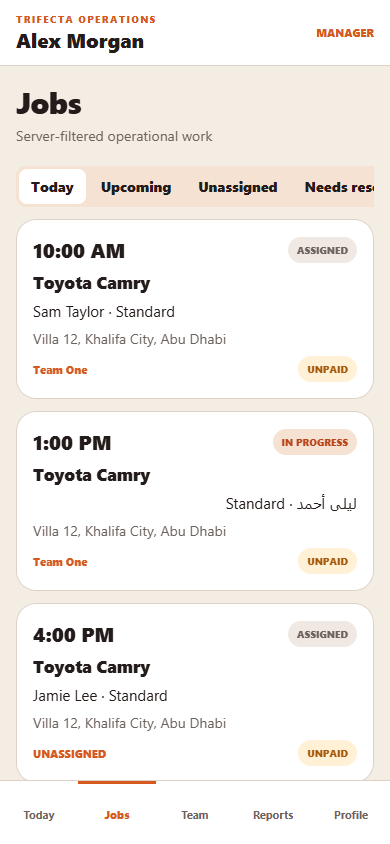 TRIFECTA OPERATIONS
Alex Morgan
MANAGER
Jobs
Server-filtered operational work
Today
Upcoming
Unassigned
Needs
10:00 AM
ASSIGNED
Toyota Camry
Sam Taylor · Standard
Villa 12, Khalifa City, Abu Dhabi
Team One
UNPAID
1:00 PM
IN PROGRESS
Toyota Camry
ليلى أحمد · Standard
Villa 12, Khalifa City, Abu Dhabi
Team One
UNPAID
4:00 PM
ASSIGNED
Toyota Camry
Jamie Lee · Standard
Villa 12, Khalifa City, Abu Dhabi
UNASSIGNED
UNPAID
Today
Jobs
Team
Reports
Profile